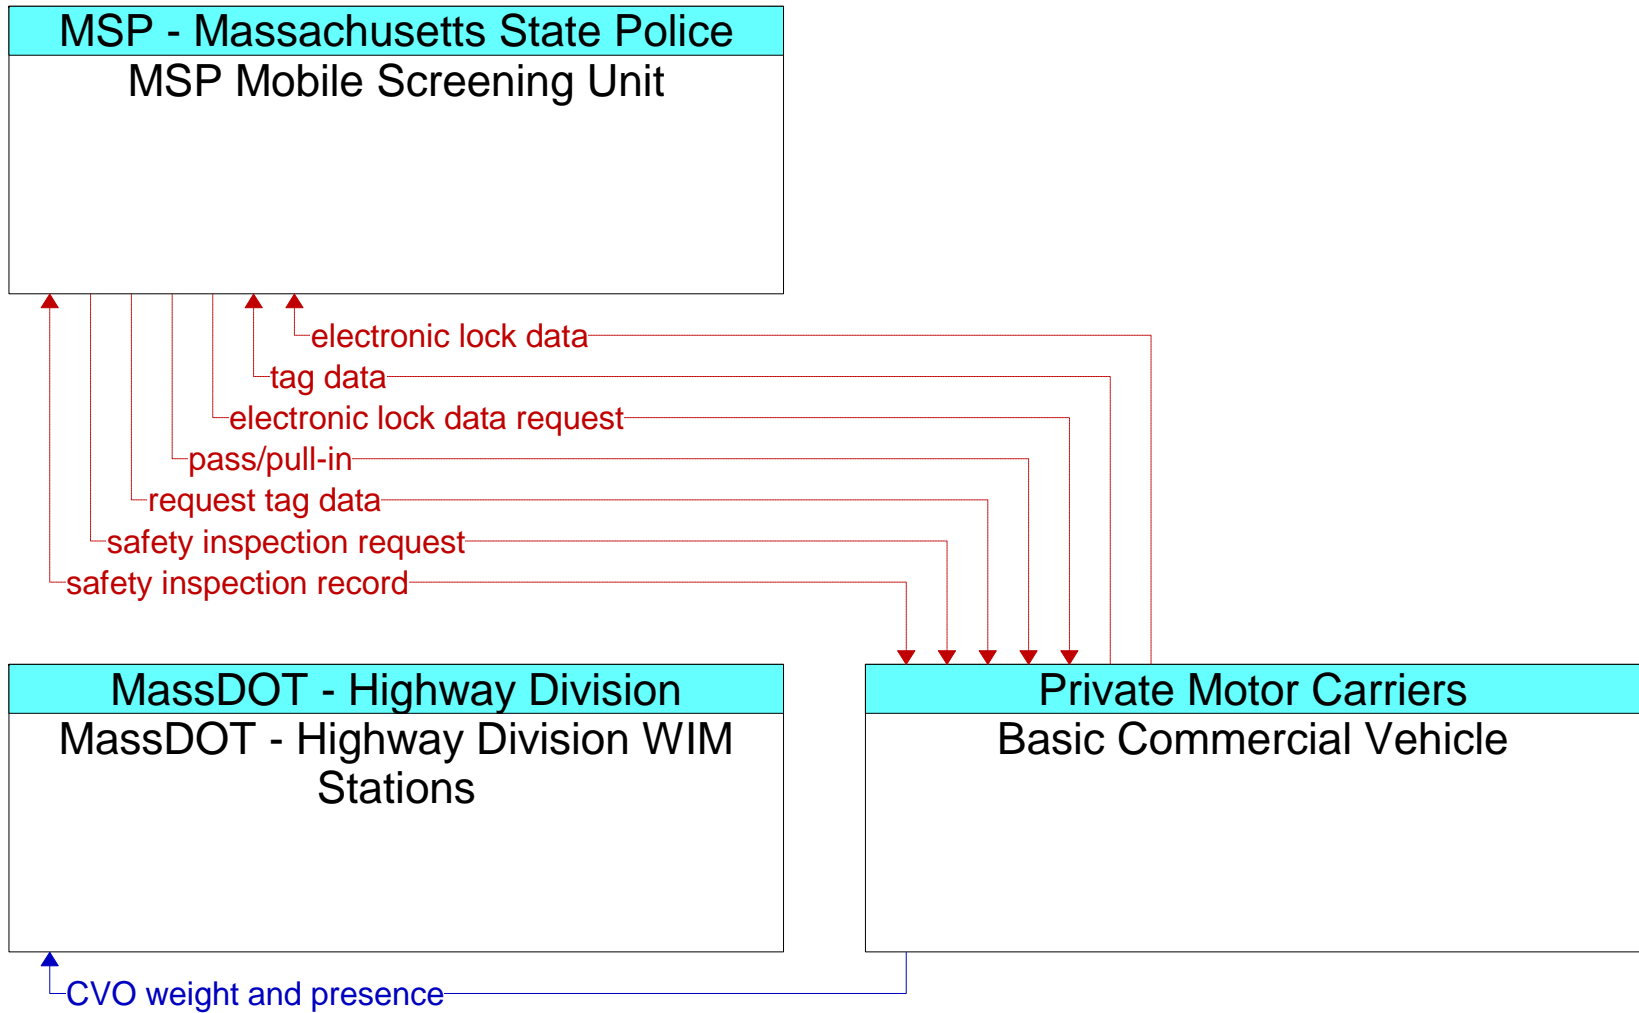 MSP - Massachusetts State Police
MSP Mobile Screening Unit
electronic lock data
tag data
electronic lock data request
pass/pull-in
request tag data
safety inspection request
safety inspection record
MassDOT - Highway Division
MassDOT - Highway Division WIM
Stations
Private Motor Carriers
Basic Commercial Vehicle
CVO weight and presence